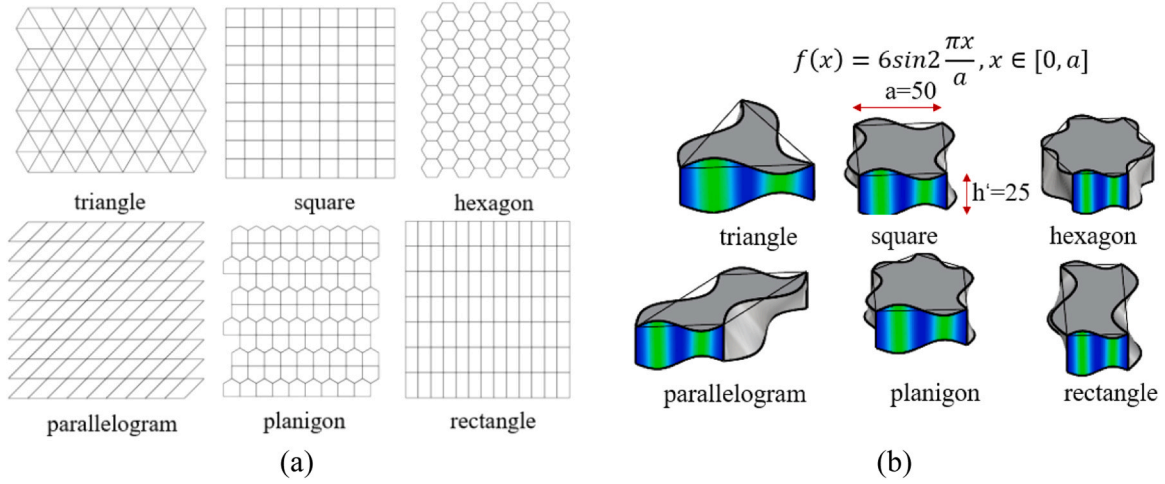 triangle square hexagon
parallelogram planigon rectangle
(a)
f(x) = 6sin2 πx/a, x ∈ [0, a]
a=50
h‘=25
triangle square hexagon
parallelogram planigon rectangle
(b)